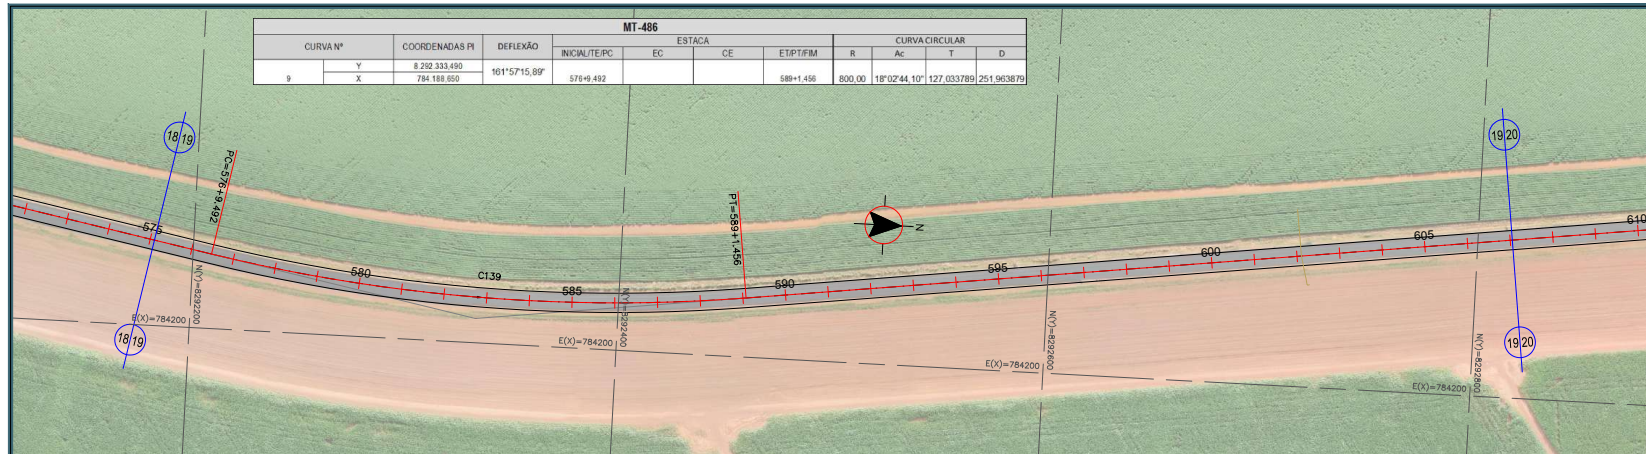 MT-486
CURVA Nº COORDENADAS PI DEFLEXÃO ESTACA CURVA CIRCULAR
INICIAL/TE/PC EC CE ET/PT/FIM R Ac T D
9 Y 8.292.333,490 161°57'15,89"
X 784.188,650 576+9,492 589+1,456 800,00 18°02'44,10" 127,033789 251,963879
18 19
PC=576+9.492
PT=589+1.456
N
19 20
575
580
C139
585
590
595
600
605
610
N(Y)=8292200
N(Y)=8292400
N(Y)=8292600
N(Y)=8292800
E(X)=784200
E(X)=784200
E(X)=784200
E(X)=784200
18 19
19 20